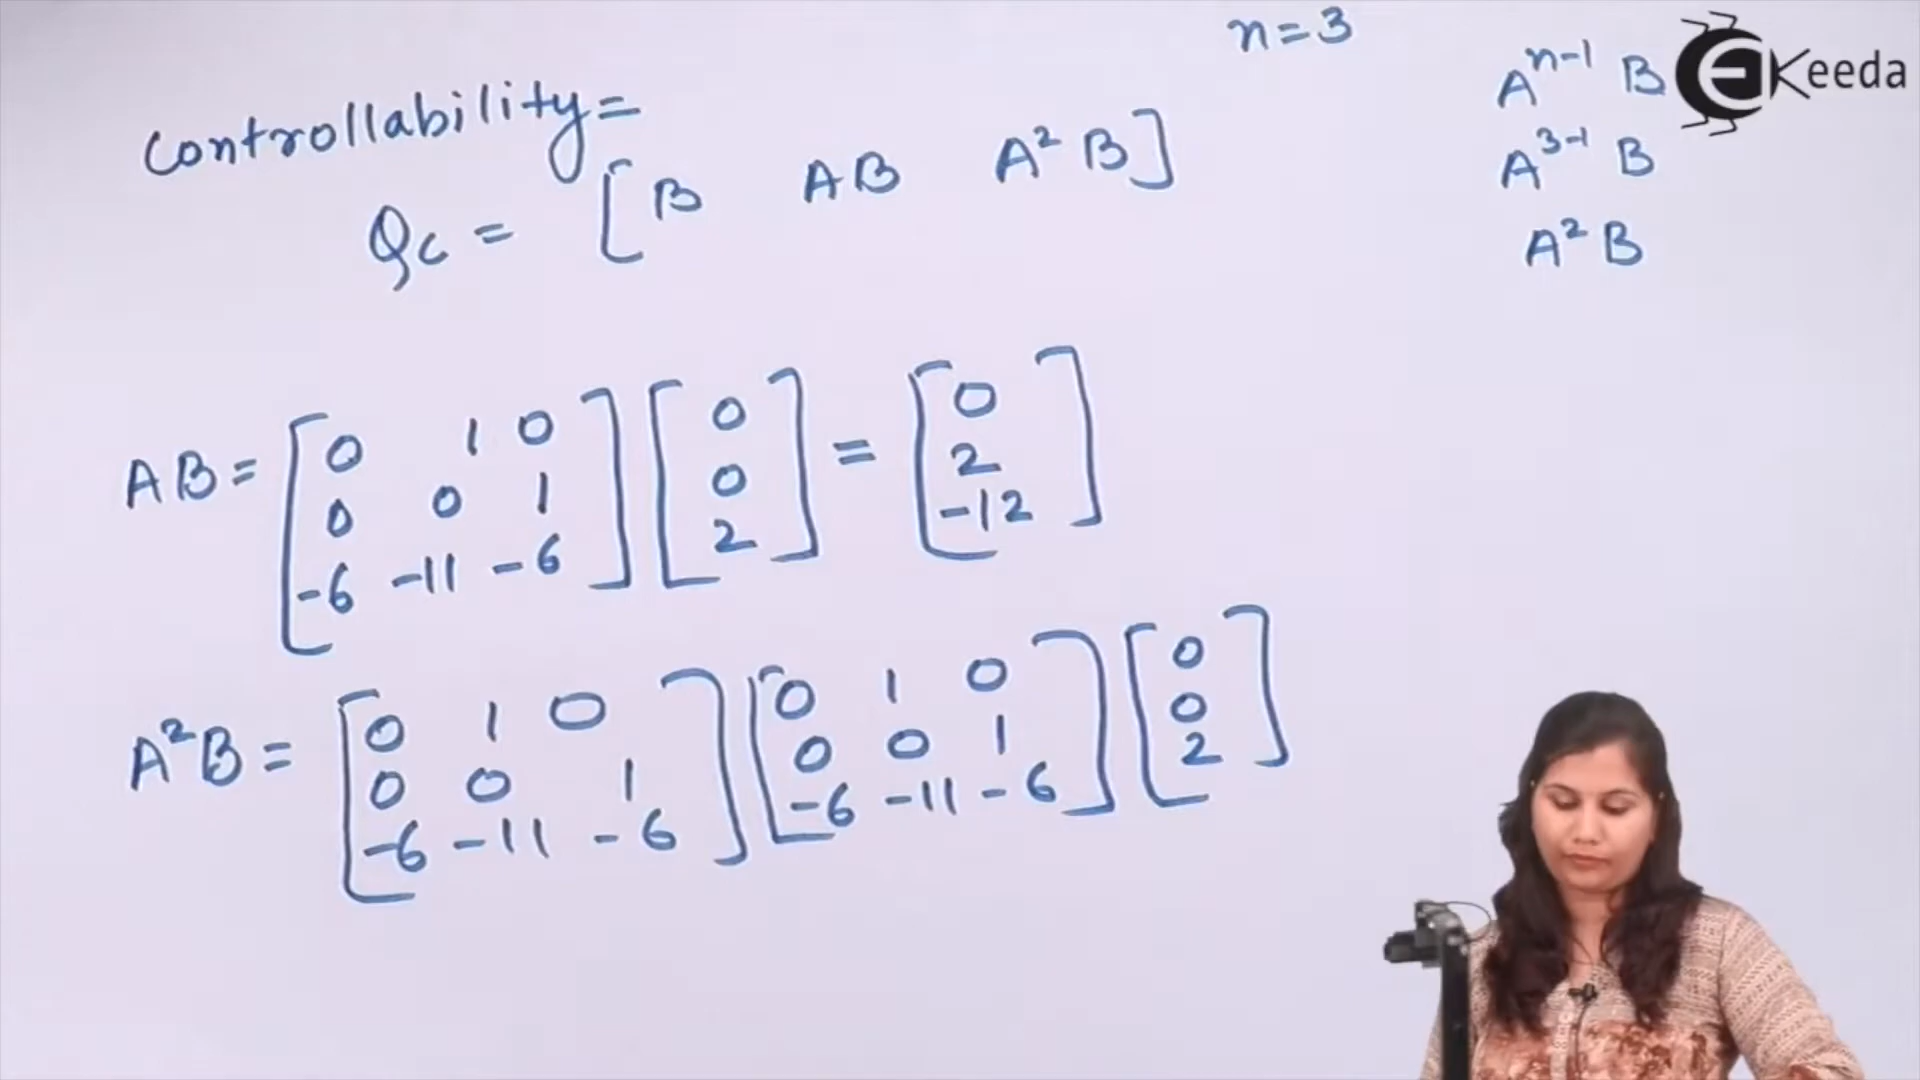 n=3
A^{n-1} B
EKeeda
controllability=
Qc = [B AB A²B]
A^{3-1} B
A² B
AB = [0 1 0] [0] = [0]
[0 0 1] [0] [2]
[-6 -11 -6] [2] [-12]
A²B = [0 1 0] [0 1 0] [0]
[0 0 1] [0 0 1] [0]
[-6 -11 -6] [-6 -11 -6] [2]